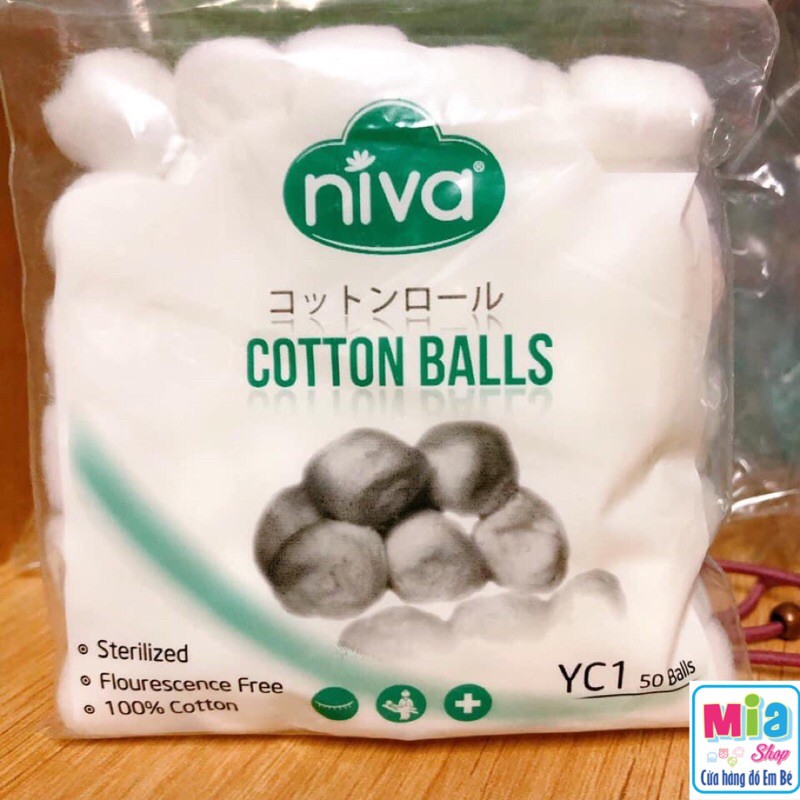 niva®
コットンロール
COTTON BALLS
Sterilized
Flourescence Free
100% Cotton
YC1 50 Balls
Mia
Shop
Cửa hàng đồ Em Bé